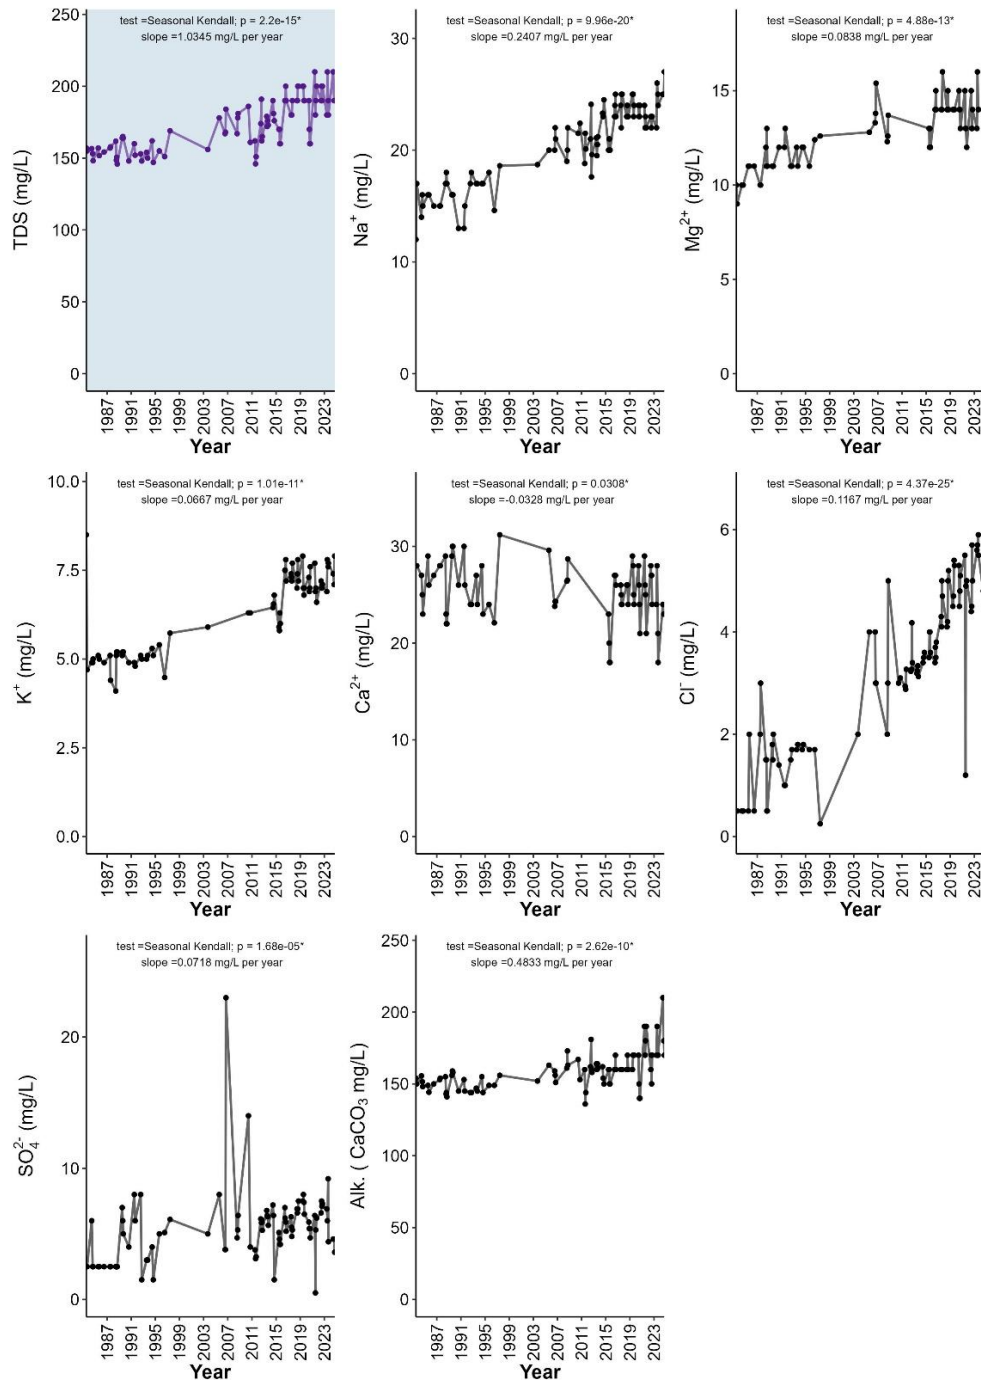 test =Seasonal Kendall; p = 2.2e-15*
slope =1.0345 mg/L per year
TDS (mg/L)
250
200
150
100
50
0
1987 1991 1995 1999 2003 2007 2011 2015 2019 2023
Year
test =Seasonal Kendall; p = 9.96e-20*
slope =0.2407 mg/L per year
Na⁺ (mg/L)
30
20
10
0
1987 1991 1995 1999 2003 2007 2011 2015 2019 2023
Year
test =Seasonal Kendall; p = 4.88e-13*
slope =0.0838 mg/L per year
Mg²⁺ (mg/L)
15
10
5
0
1987 1991 1995 1999 2003 2007 2011 2015 2019 2023
Year
test =Seasonal Kendall; p = 1.01e-11*
slope =0.0667 mg/L per year
K⁺ (mg/L)
10.0
7.5
5.0
2.5
0.0
1987 1991 1995 1999 2003 2007 2011 2015 2019 2023
Year
test =Seasonal Kendall; p = 0.0308*
slope =-0.0328 mg/L per year
Ca²⁺ (mg/L)
30
20
10
0
1987 1991 1995 1999 2003 2007 2011 2015 2019 2023
Year
test =Seasonal Kendall; p = 4.37e-25*
slope =0.1167 mg/L per year
Cl⁻ (mg/L)
6
4
2
0
1987 1991 1995 1999 2003 2007 2011 2015 2019 2023
Year
test =Seasonal Kendall; p = 1.68e-05*
slope =0.0718 mg/L per year
SO₄²⁻ (mg/L)
20
10
0
1987 1991 1995 1999 2003 2007 2011 2015 2019 2023
Year
test =Seasonal Kendall; p = 2.62e-10*
slope =0.4833 mg/L per year
Alk. ( CaCO₃ mg/L)
250
200
150
100
50
0
1987 1991 1995 1999 2003 2007 2011 2015 2019 2023
Year